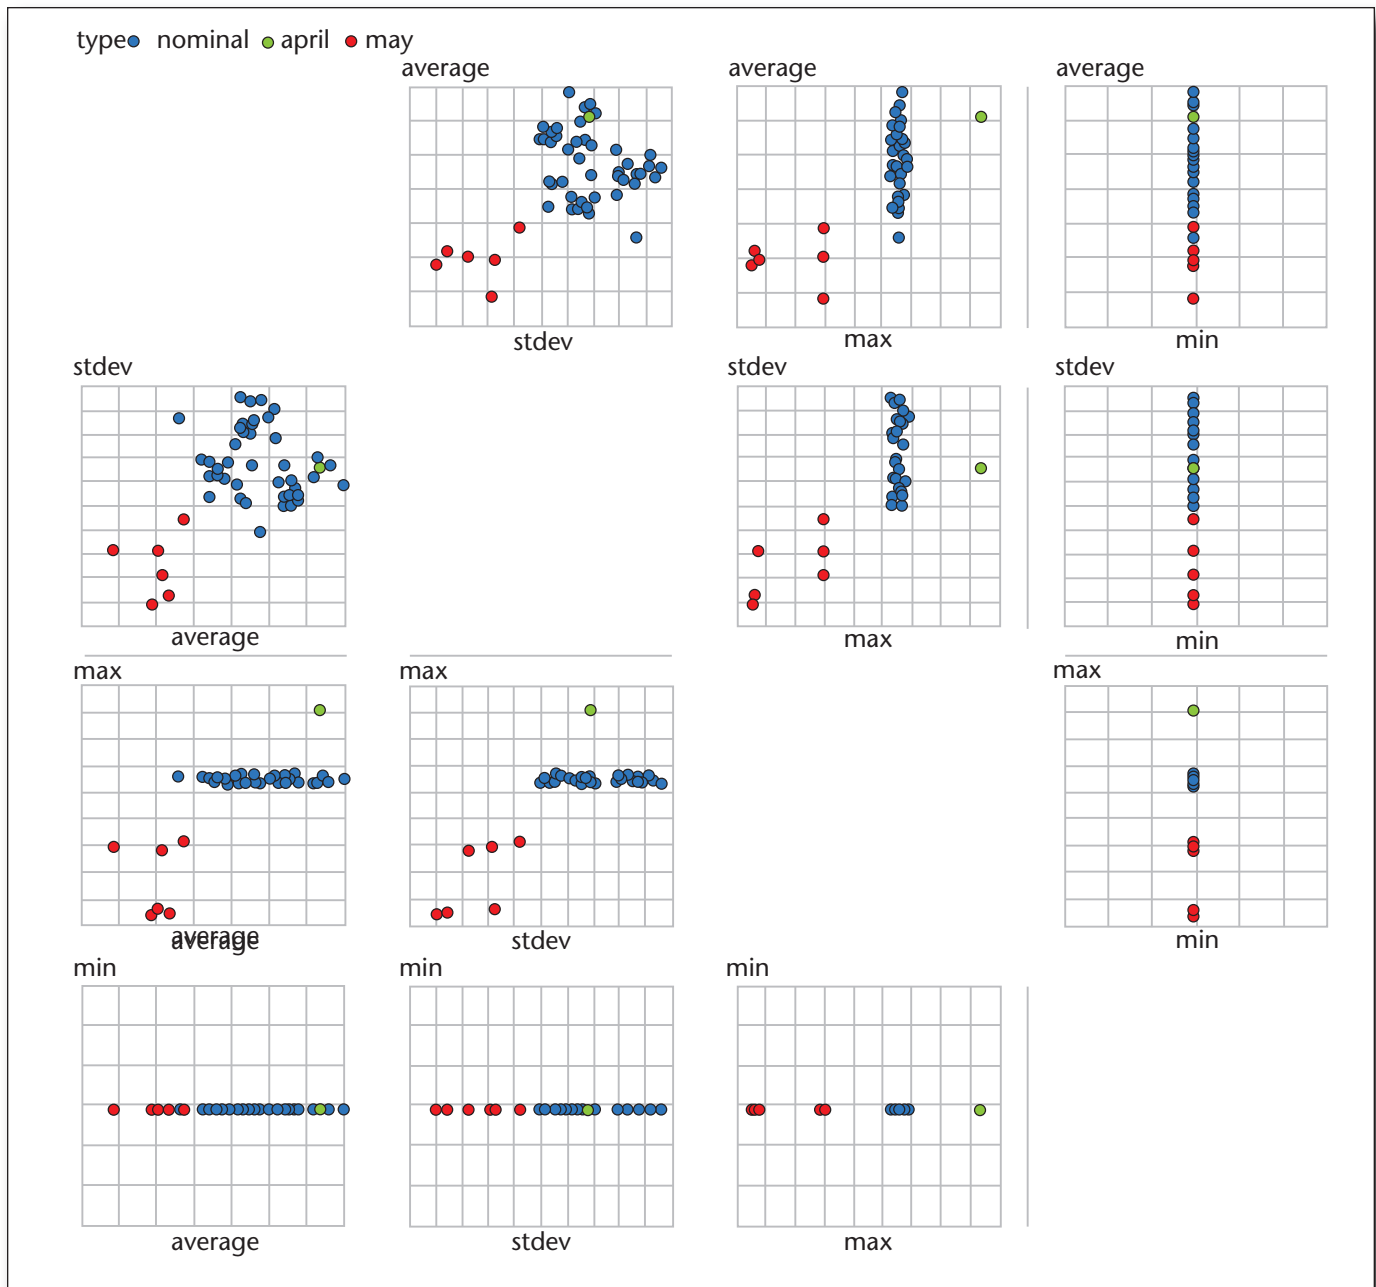 type nominal april may
average average average
stdev max min
stdev stdev stdev
average max min
max max max
average
average stdev min
min min min
average stdev max